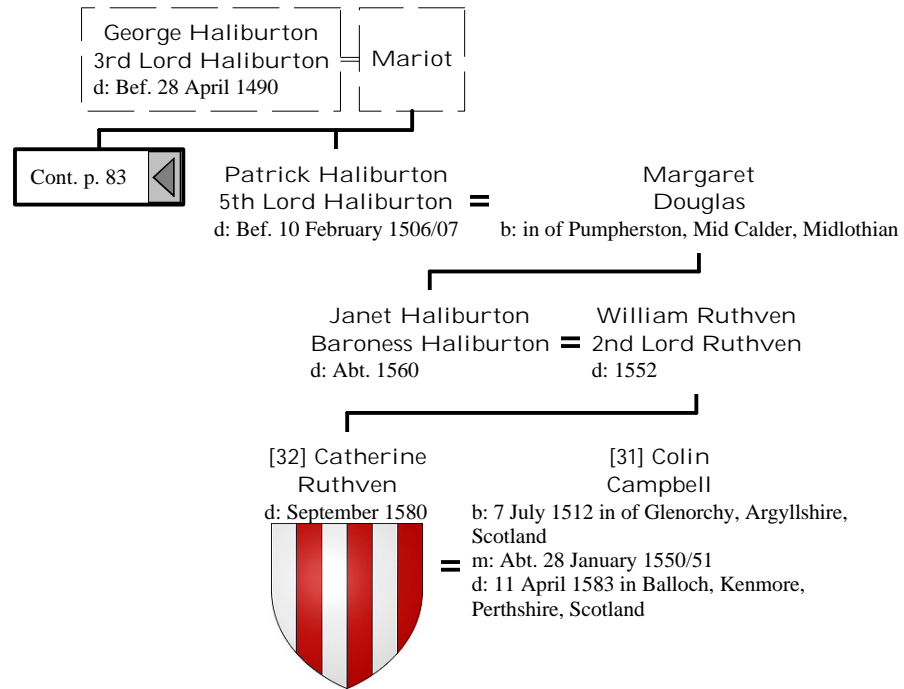 George Haliburton
3rd Lord Haliburton
d: Bef. 28 April 1490
Mariot
Cont. p. 83
Patrick Haliburton
5th Lord Haliburton
d: Bef. 10 February 1506/07
=
Margaret
Douglas
b: in of Pumpherston, Mid Calder, Midlothian
Janet Haliburton
Baroness Haliburton
d: Abt. 1560
=
William Ruthven
2nd Lord Ruthven
d: 1552
[32] Catherine
Ruthven
d: September 1580
=
[31] Colin
Campbell
b: 7 July 1512 in of Glenorchy, Argyllshire,
Scotland
m: Abt. 28 January 1550/51
d: 11 April 1583 in Balloch, Kenmore,
Perthshire, Scotland